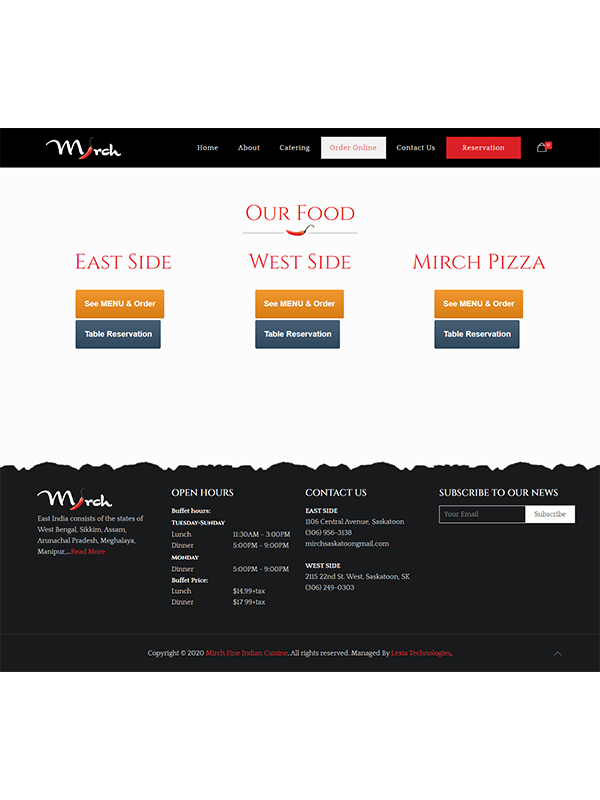 Mirch
Home About Catering Order Online Contact Us Reservation 0
Our Food
East Side West Side Mirch Pizza
See MENU & Order See MENU & Order See MENU & Order
Table Reservation Table Reservation Table Reservation
Mirch
East India consists of the states of
West Bengal, Sikkim, Assam,
Arunachal Pradesh, Meghalaya,
Manipur,...Read More
OPEN HOURS
Buffet hours:
TUESDAY-SUNDAY
Lunch 11:30AM - 3:00PM
Dinner 5:00PM - 9:00PM
MONDAY
Dinner 5:00PM - 9:00PM
Buffet Price:
Lunch $14.99+tax
Dinner $17.99+tax
CONTACT US
EAST SIDE
1106 Central Avenue, Saskatoon
(306) 956-3138
mirchsaskatoongmail.com
WEST SIDE
2115 22nd St. West, Saskatoon, SK
(306) 249-0303
SUBSCRIBE TO OUR NEWS
Your Email Subscribe
Copyright © 2020 Mirch Fine Indian Cuisine. All rights reserved. Managed By Lexia Technologies.